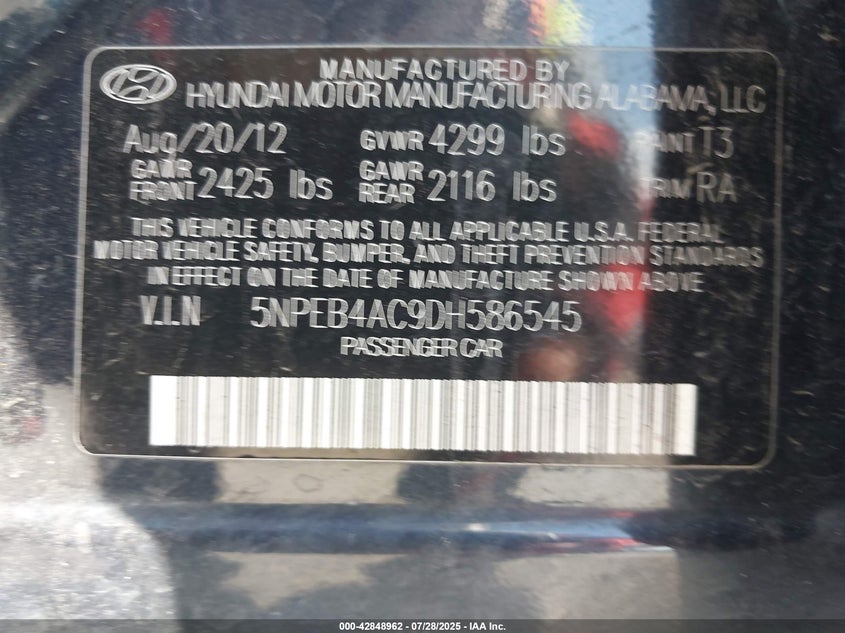 MANUFACTURED BY
HYUNDAI MOTOR MANUFACTURING ALABAMA, LLC
Aug/20/12 GVWR 4299 lbs PAINT T3
GAWR FRONT 2425 lbs GAWR REAR 2116 lbs TRIM RA
THIS VEHICLE CONFORMS TO ALL APPLICABLE U.S.A. FEDERAL
MOTOR VEHICLE SAFETY, BUMPER, AND THEFT PREVENTION STANDARDS
IN EFFECT ON THE DATE OF MANUFACTURE SHOWN ABOVE
V.I.N 5NPEB4AC9DH586545
PASSENGER CAR
000-42848962 / 07/28/2025 - IAA Inc.